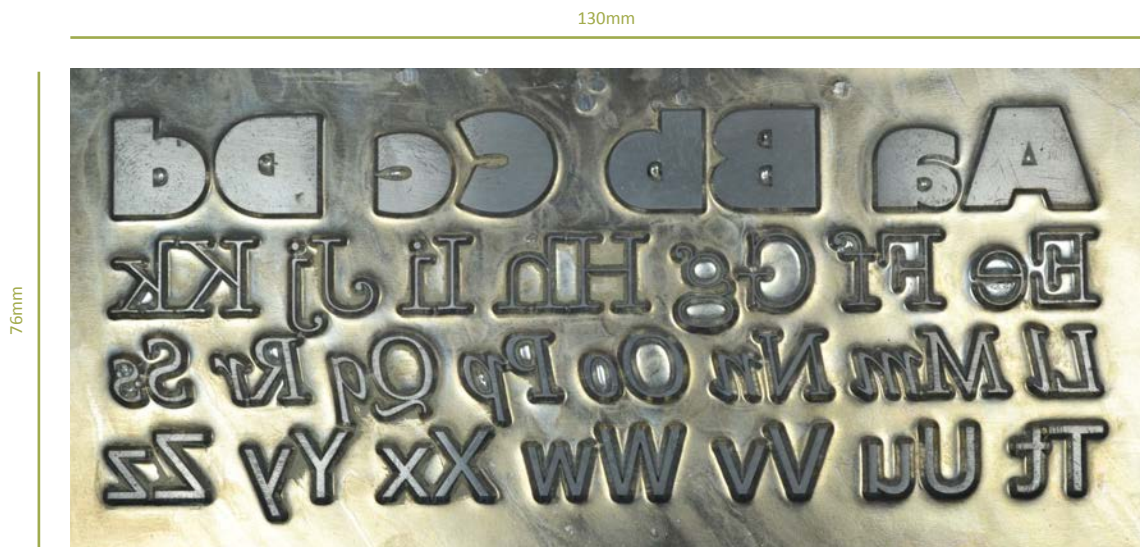 130mm
76mm
Aa Bb Cc Dd
Ee Ff Gg Hh Ii Jj Kk
Ll Mm Nn Oo Pp Qq Rr Ss
Tt Uu Vv Ww Xx Yy Zz